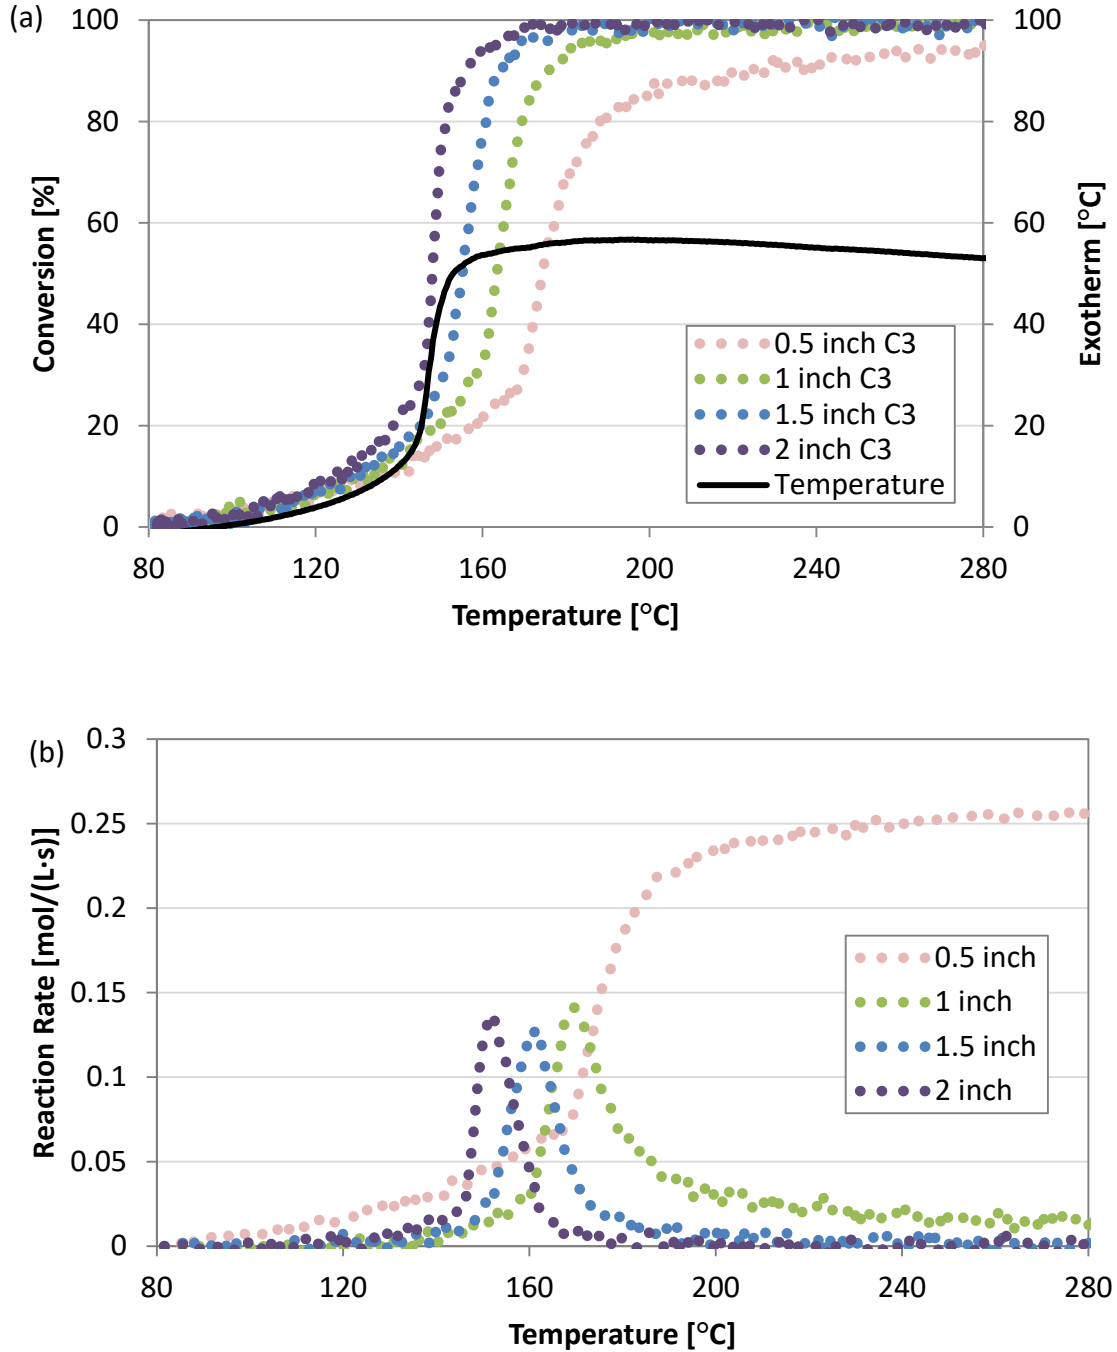 (a)
100
80
60
40
20
0
Conversion [%]
100
80
60
40
20
0
Exotherm [°C]
0.5 inch C3
1 inch C3
1.5 inch C3
2 inch C3
Temperature
80 120 160 200 240 280
Temperature [°C]
(b)
0.3
0.25
0.2
0.15
0.1
0.05
0
Reaction Rate [mol/(L·s)]
0.5 inch
1 inch
1.5 inch
2 inch
80 120 160 200 240 280
Temperature [°C]